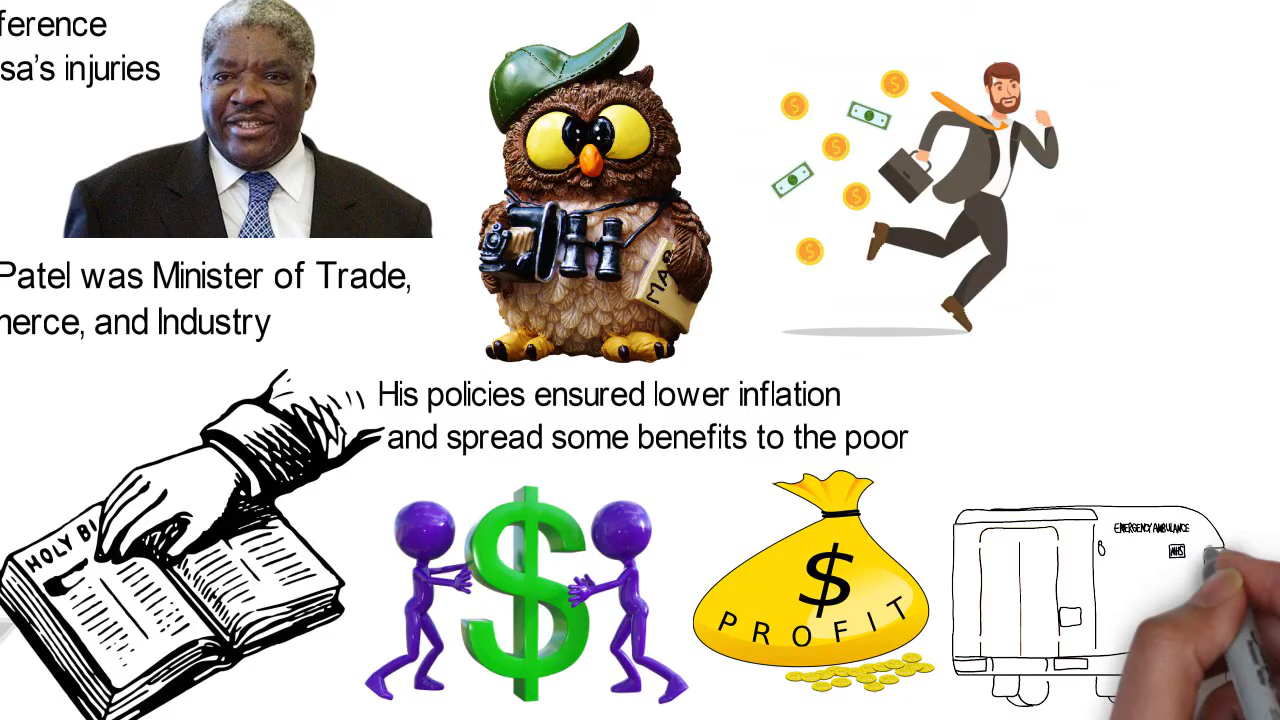 ference
sa's injuries
MAP
Patel was Minister of Trade,
merce, and Industry
His policies ensured lower inflation
and spread some benefits to the poor
HOLY BI
$
$
PROFIT
EMERGENCY AMBULANCE
NHS